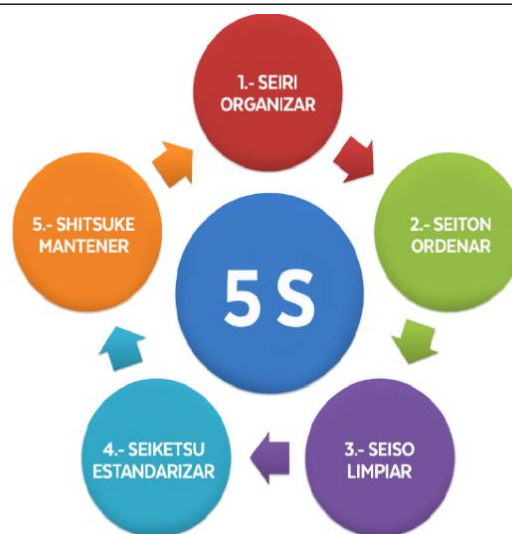 1.- SEIRI
ORGANIZAR
2.- SEITON
ORDENAR
3.- SEISO
LIMPIAR
4.- SEIKETSU
ESTANDARIZAR
5.- SHITSUKE
MANTENER
5 S